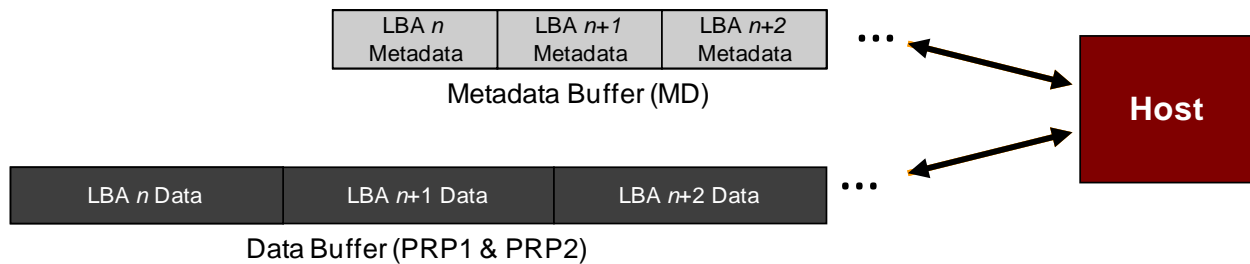 LBA n LBA n+1 LBA n+2
Metadata Metadata Metadata
...
Metadata Buffer (MD)
Host
LBA n Data LBA n+1 Data LBA n+2 Data
...
Data Buffer (PRP1 & PRP2)